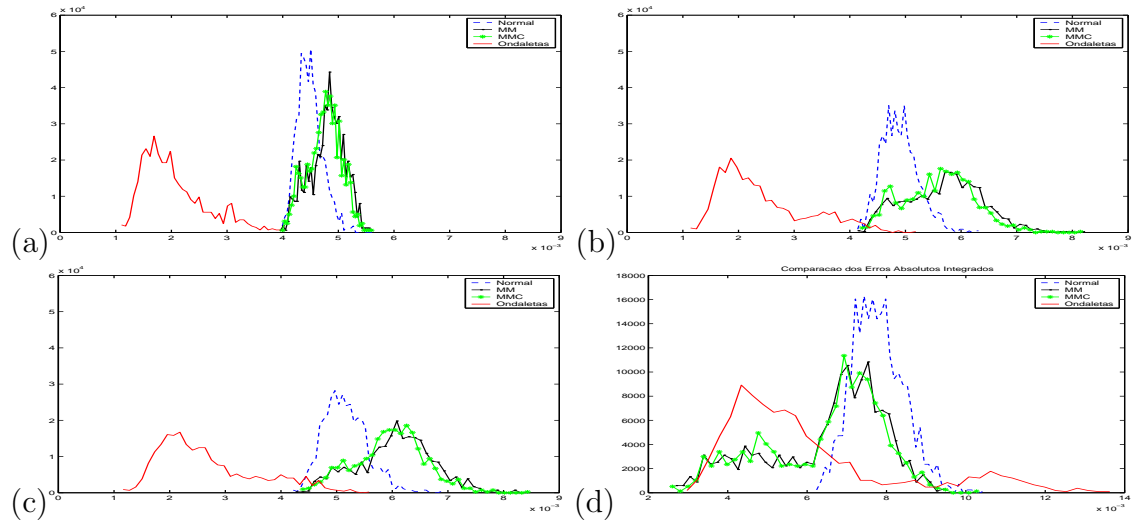 x 10⁴
6
5
4
3
2
1
0
0 1 2 3 4 5 6 7 8 9
x 10⁻³
Normal
MM
MMC
Ondaletas
(a)
x 10⁴
6
5
4
3
2
1
0
0 1 2 3 4 5 6 7 8 9
x 10⁻³
Normal
MM
MMC
Ondaletas
(b)
x 10⁴
6
5
4
3
2
1
0
0 1 2 3 4 5 6 7 8 9
x 10⁻³
Normal
MM
MMC
Ondaletas
(c)
Comparacao dos Erros Absolutos Integrados
18000
16000
14000
12000
10000
8000
6000
4000
2000
0
2 4 6 8 10 12 14
x 10⁻³
Normal
MM
MMC
Ondaletas
(d)